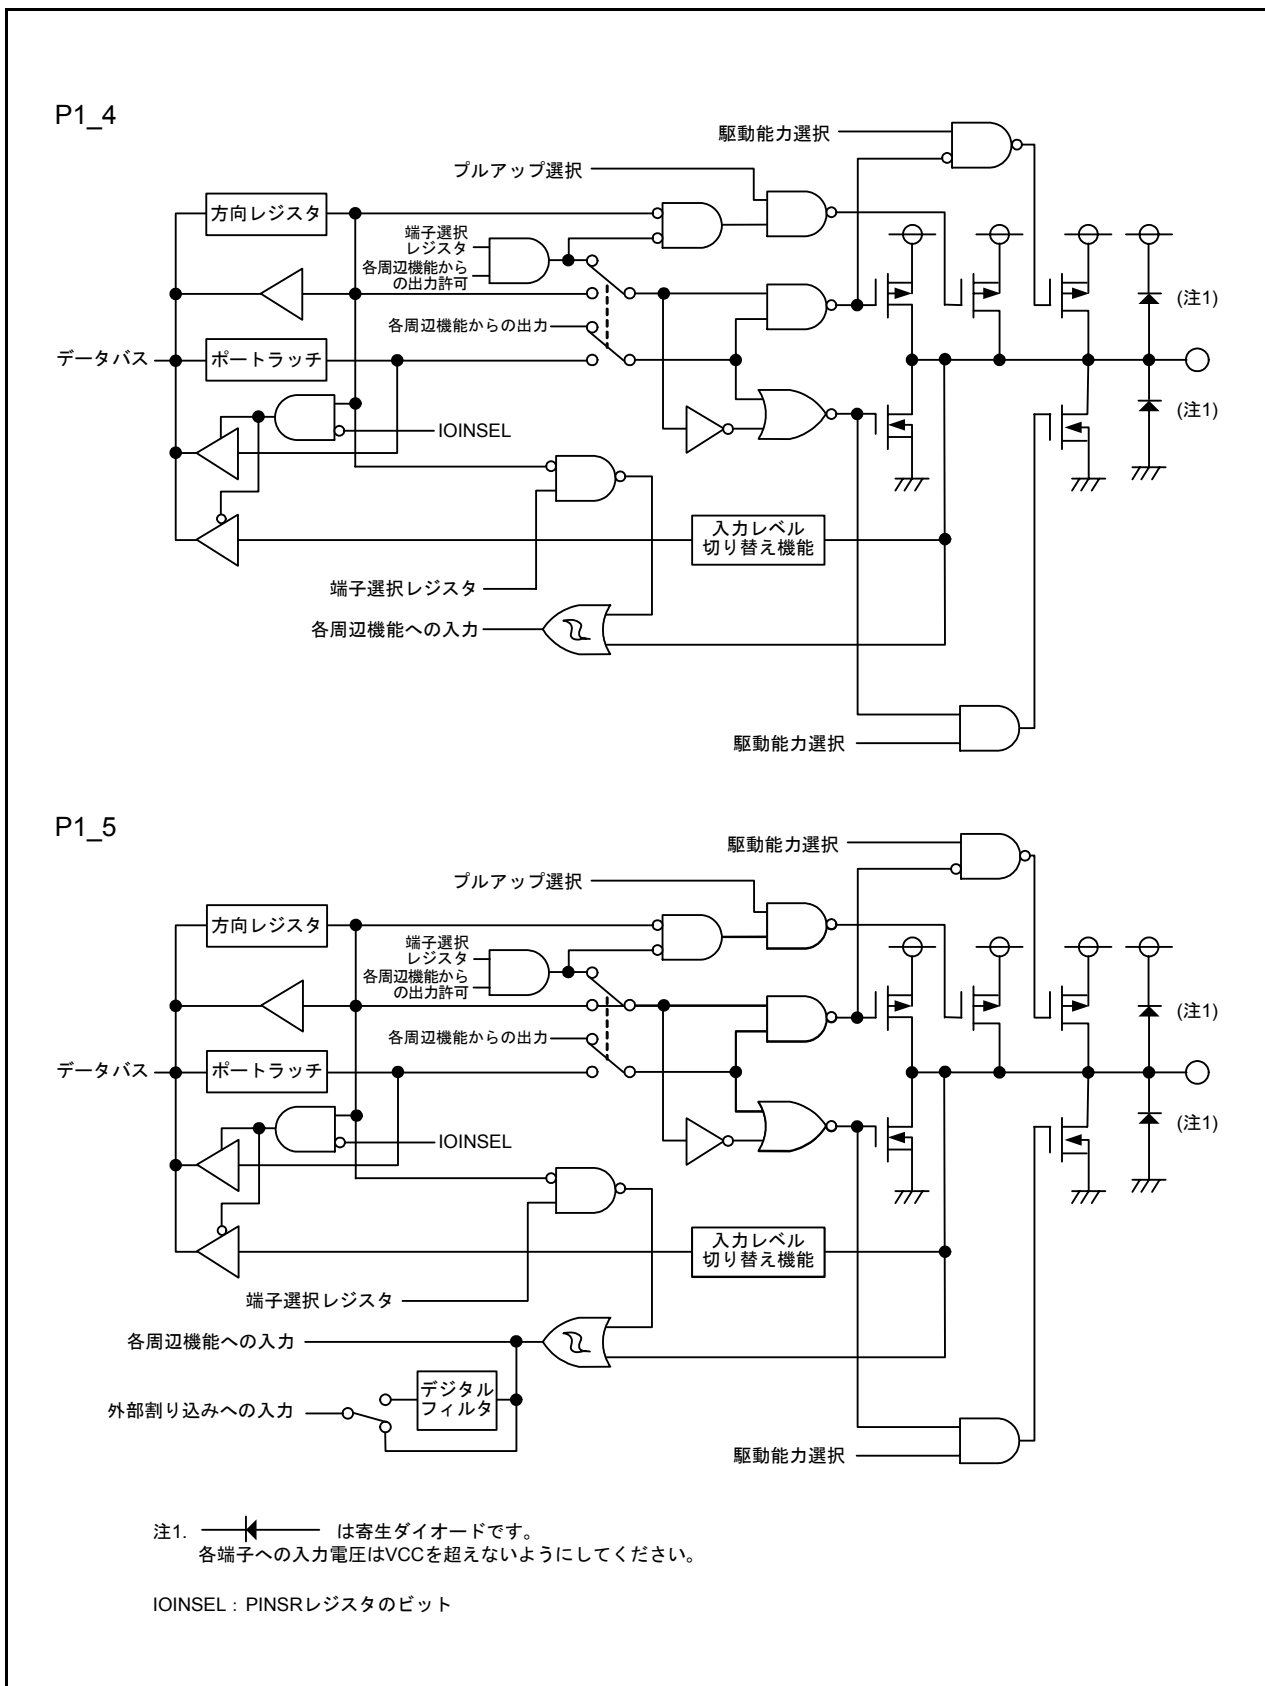 P1_4
駆動能力選択
プルアップ選択
方向レジスタ
端子選択
レジスタ
各周辺機能から
の出力許可
(注1)
各周辺機能からの出力
データバス
ポートラッチ
(注1)
IOINSEL
入力レベル
切り替え機能
端子選択レジスタ
各周辺機能への入力
駆動能力選択
P1_5
駆動能力選択
プルアップ選択
方向レジスタ
端子選択
レジスタ
各周辺機能から
の出力許可
(注1)
各周辺機能からの出力
データバス
ポートラッチ
(注1)
IOINSEL
入力レベル
切り替え機能
端子選択レジスタ
各周辺機能への入力
デジタル
フィルタ
外部割り込みへの入力
駆動能力選択
注1. は寄生ダイオードです。
各端子への入力電圧はVCCを超えないようにしてください。
IOINSEL : PINSRレジスタのビット